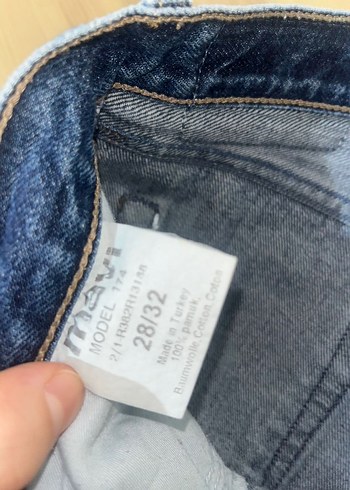 mavi
MODEL 174
28/32
Made in Turkey
100% pamuk,
Baumwolle,Cotton,Coton